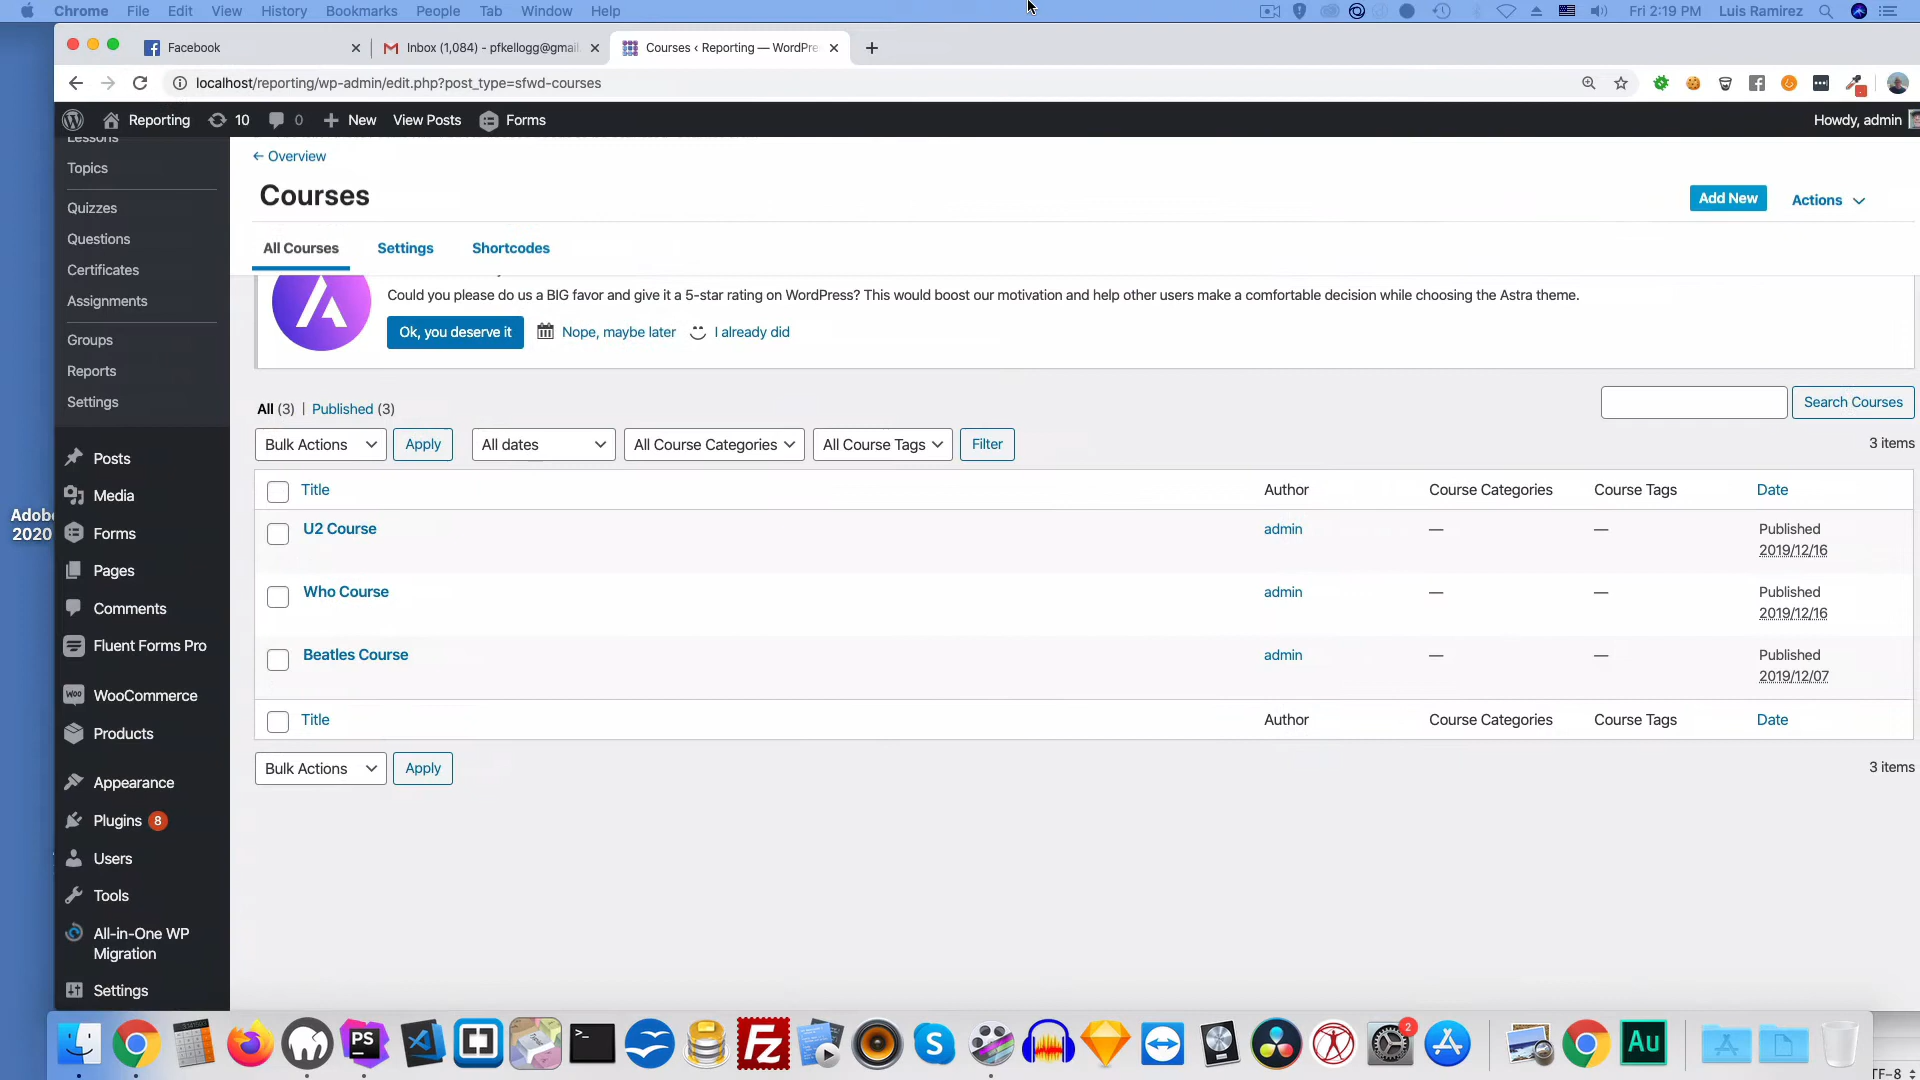 Chrome File Edit View History Bookmarks People Tab Window Help Fri 2:19 PM Luis Ramirez
Facebook Inbox (1,084) - pfkellogg@gmail. Courses ‹ Reporting — WordPre
localhost/reporting/wp-admin/edit.php?post_type=sfwd-courses
Reporting 10 0 New View Posts Forms Howdy, admin
Lessons
Topics
Quizzes
Questions
Certificates
Assignments
Groups
Reports
Settings
Posts
Media
Forms
Pages
Comments
Fluent Forms Pro
WooCommerce
Products
Appearance
Plugins 8
Users
Tools
All-in-One WP
Migration
Settings
Adobe
2020
← Overview
Courses
Add New Actions
All Courses Settings Shortcodes
Could you please do us a BIG favor and give it a 5-star rating on WordPress? This would boost our motivation and help other users make a comfortable decision while choosing the Astra theme.
Ok, you deserve it Nope, maybe later I already did
All (3) | Published (3)
Search Courses
Bulk Actions Apply All dates All Course Categories All Course Tags Filter 3 items
Title Author Course Categories Course Tags Date
U2 Course admin — — Published
2019/12/16
Who Course admin — — Published
2019/12/16
Beatles Course admin — — Published
2019/12/07
Title Author Course Categories Course Tags Date
Bulk Actions Apply 3 items
PS
Fz
S
2
Au
TF-8